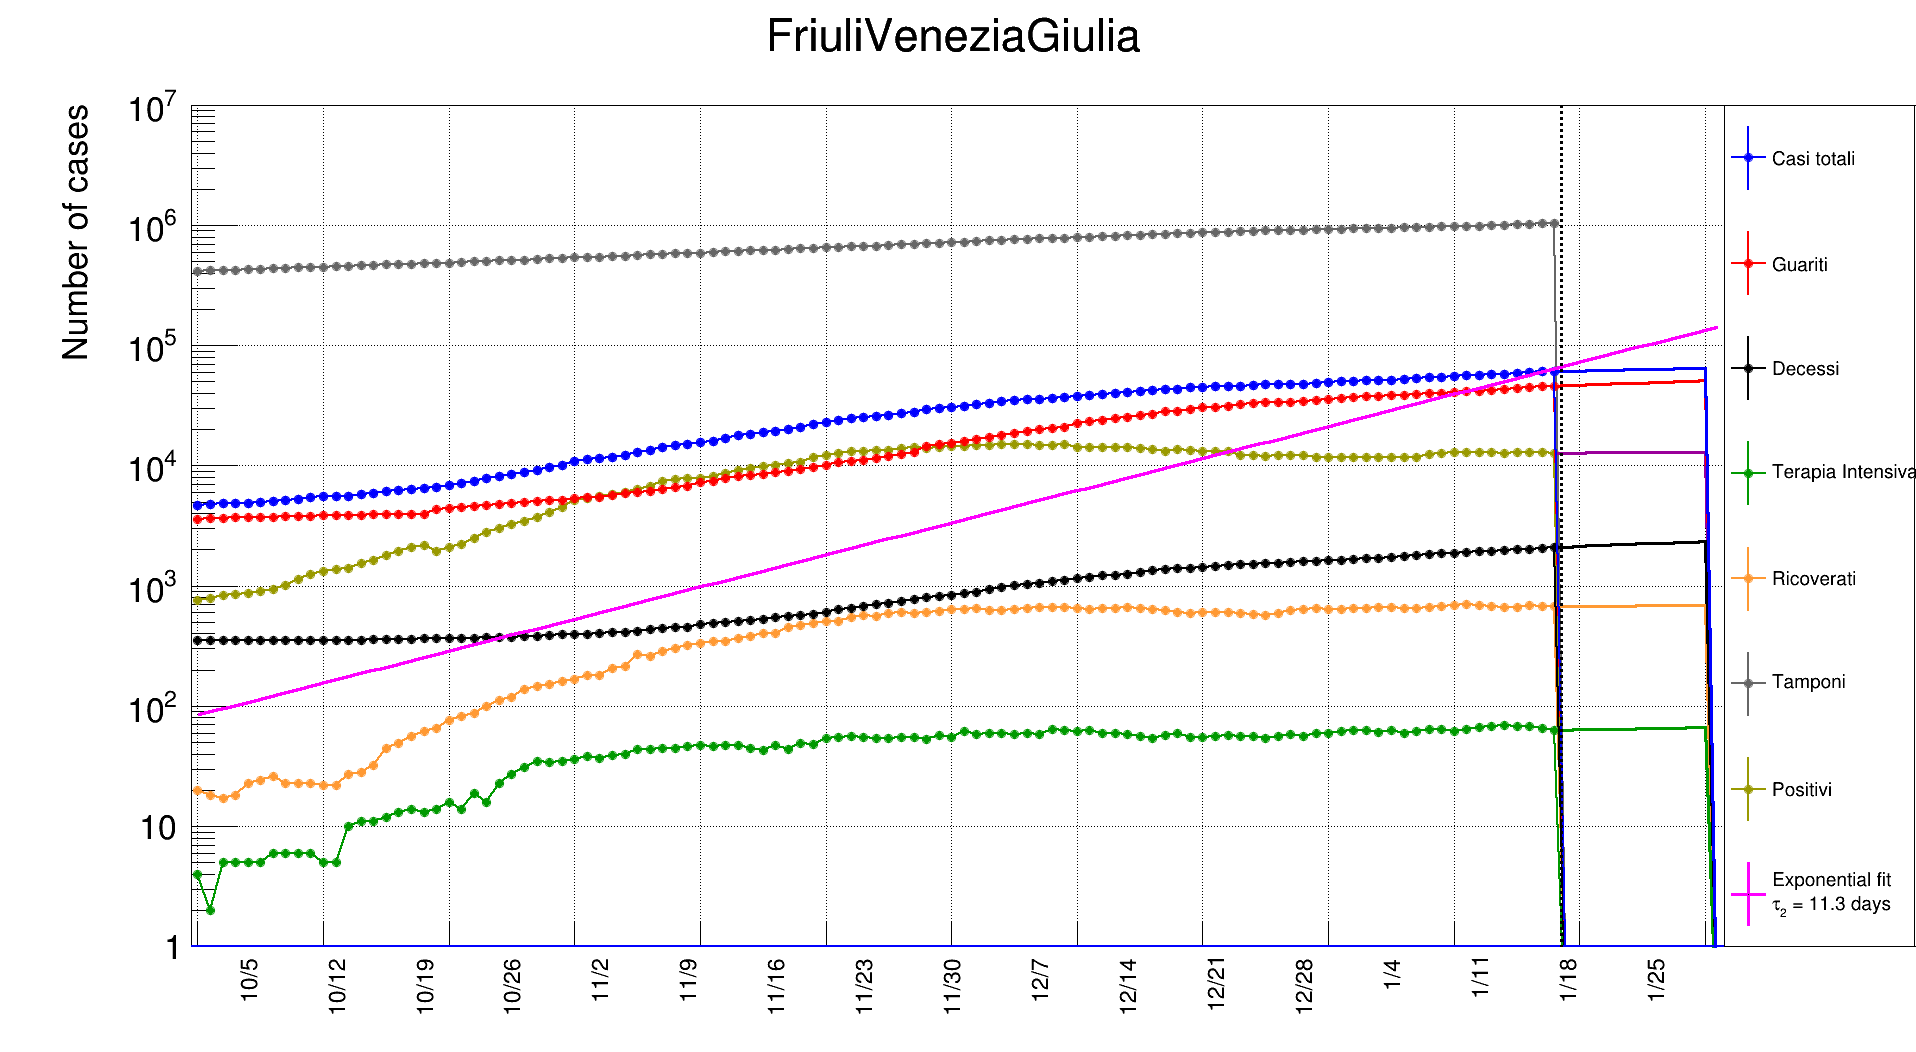 FriuliVeneziaGiulia
Number of cases
10^7
10^6
10^5
10^4
10^3
10^2
10
1
10/5
10/12
10/19
10/26
11/2
11/9
11/16
11/23
11/30
12/7
12/14
12/21
12/28
1/4
1/11
1/18
1/25
Casi totali
Guariti
Decessi
Terapia Intensiva
Ricoverati
Tamponi
Positivi
Exponential fit
τ_2 = 11.3 days